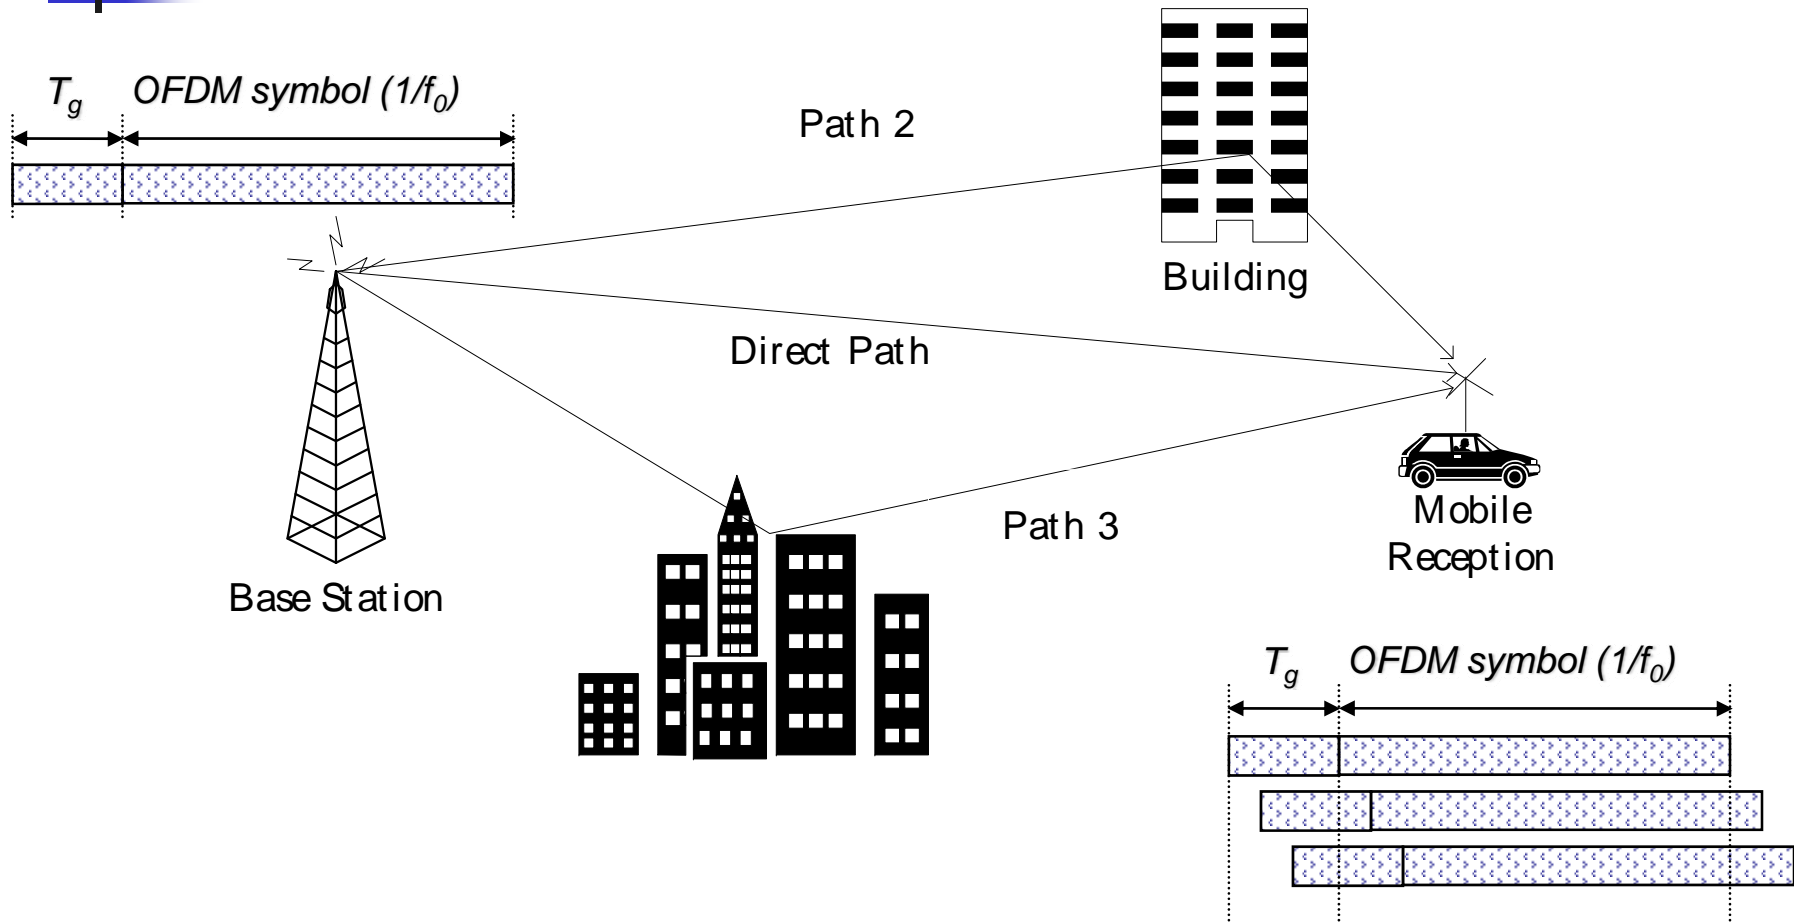 T_g OFDM symbol (1/f_0)
Path 2
Building
Direct Path
Path 3
Mobile
Reception
Base Station
T_g OFDM symbol (1/f_0)